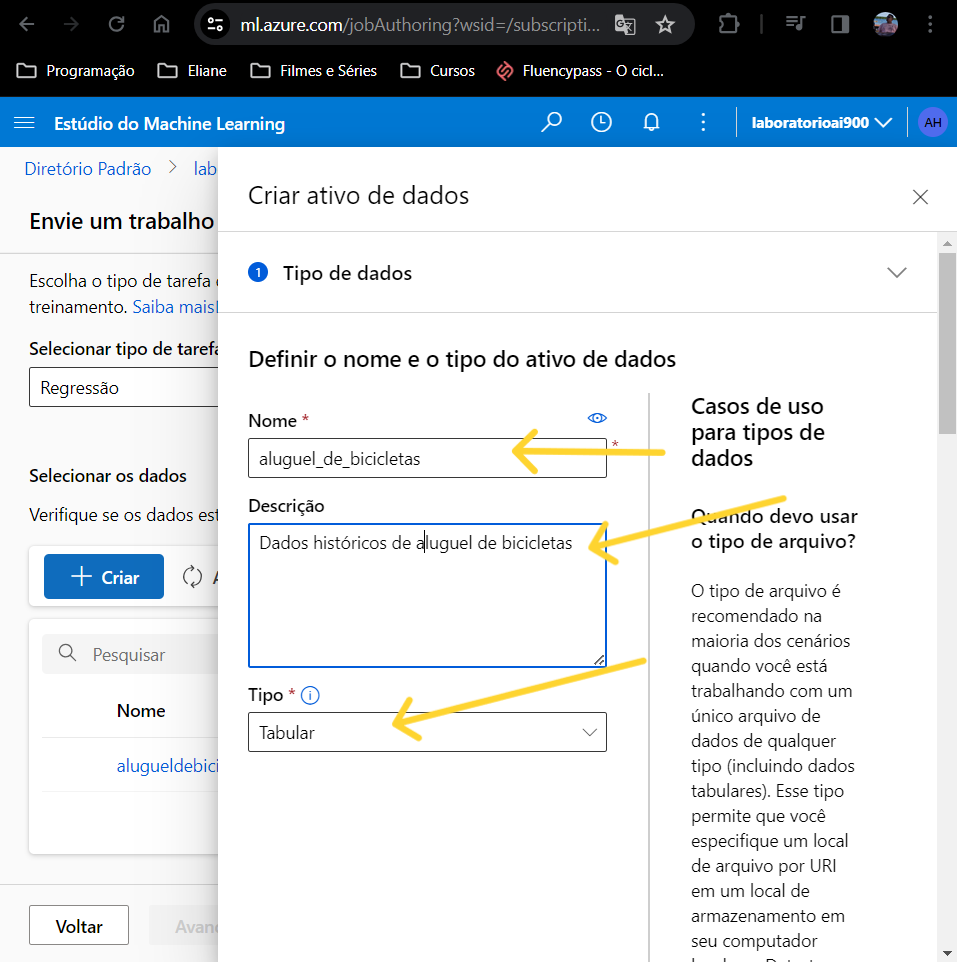 ml.azure.com/jobAuthoring?wsid=/subscripti...
Programação Eliane Filmes e Séries Cursos Fluencypass - O cicl...
Estúdio do Machine Learning
laboratorioai900
AH
Diretório Padrão > lab
Envie um trabalho
Escolha o tipo de tarefa
treinamento. Saiba mais
Selecionar tipo de tarefa
Regressão
Selecionar os dados
Verifique se os dados est
+ Criar
A
Pesquisar
Nome
alugueldebici
Voltar
Avanc
Criar ativo de dados
1 Tipo de dados
Definir o nome e o tipo do ativo de dados
Nome *
aluguel_de_bicicletas *
Descrição
Dados históricos de aluguel de bicicletas
Tipo *
Tabular
Casos de uso
para tipos de
dados
Quando devo usar
o tipo de arquivo?
O tipo de arquivo é
recomendado na
maioria dos cenários
quando você está
trabalhando com um
único arquivo de
dados de qualquer
tipo (incluindo dados
tabulares). Esse tipo
permite que você
especifique um local
de arquivo por URI
em um local de
armazenamento em
seu computador